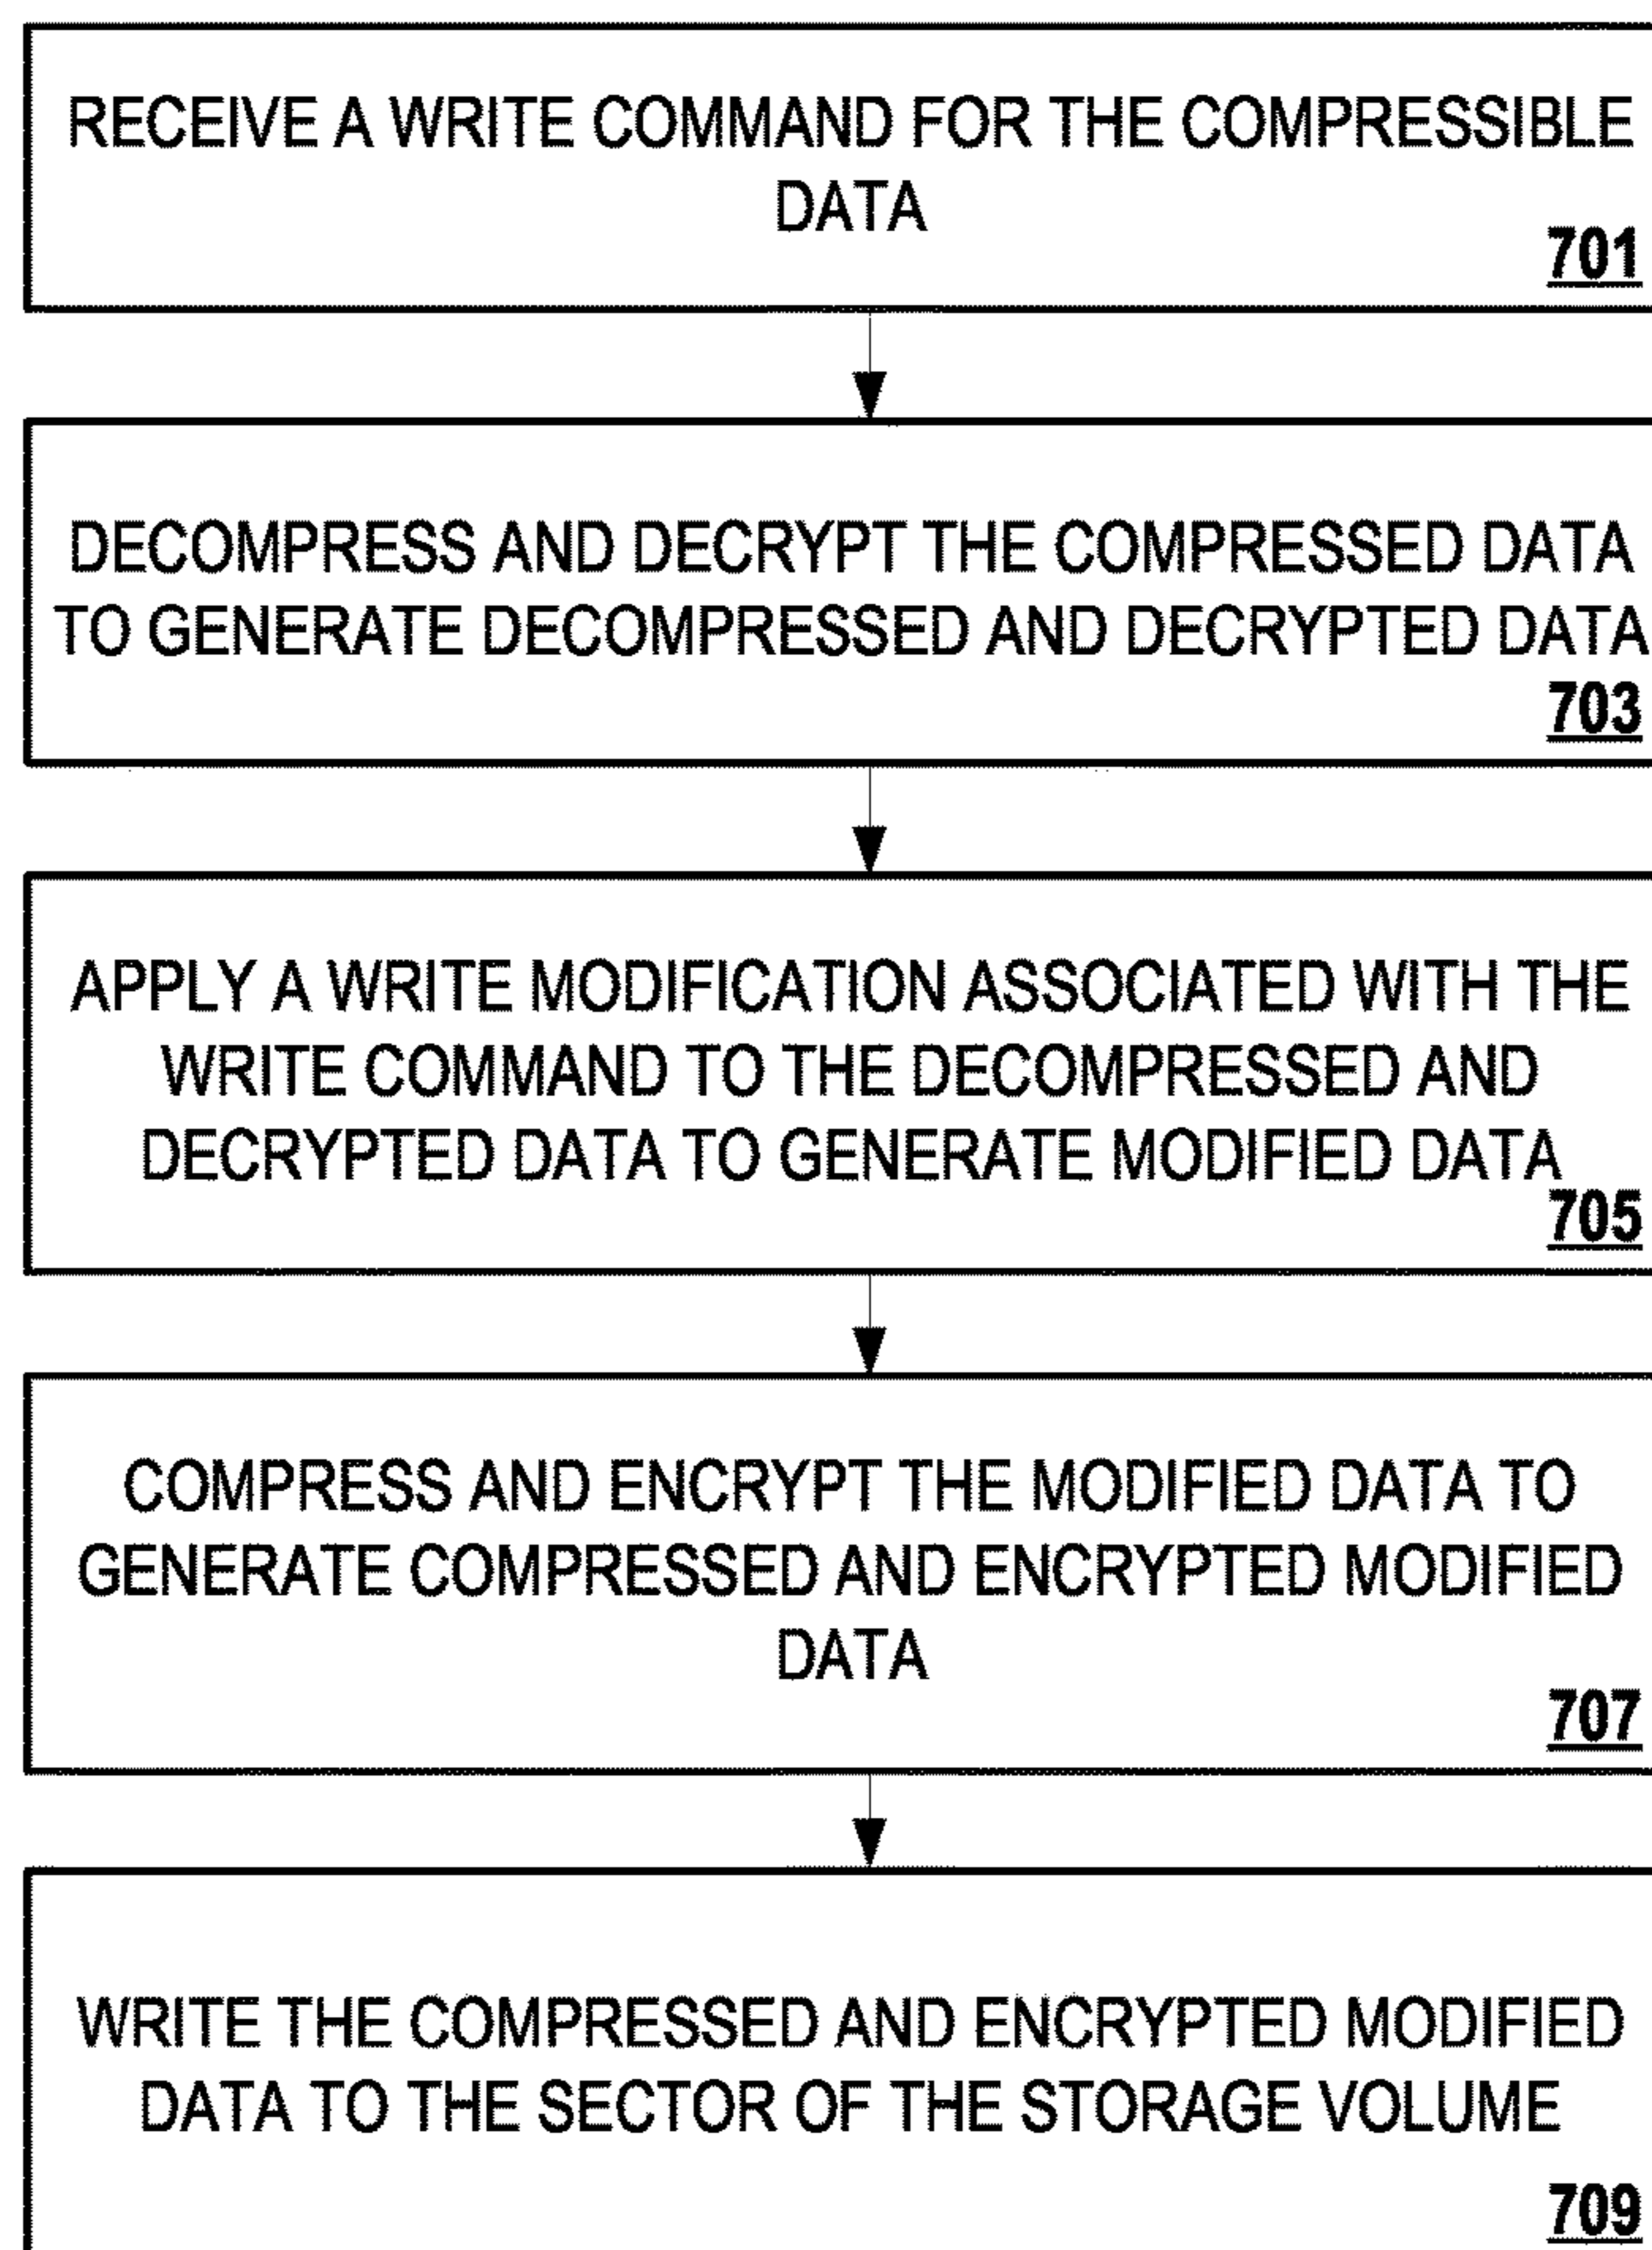 RECEIVE A WRITE COMMAND FOR THE COMPRESSIBLE
DATA
701
DECOMPRESS AND DECRYPT THE COMPRESSED DATA
TO GENERATE DECOMPRESSED AND DECRYPTED DATA
703
APPLY A WRITE MODIFICATION ASSOCIATED WITH THE
WRITE COMMAND TO THE DECOMPRESSED AND
DECRYPTED DATA TO GENERATE MODIFIED DATA
705
COMPRESS AND ENCRYPT THE MODIFIED DATA TO
GENERATE COMPRESSED AND ENCRYPTED MODIFIED
DATA
707
WRITE THE COMPRESSED AND ENCRYPTED MODIFIED
DATA TO THE SECTOR OF THE STORAGE VOLUME
709